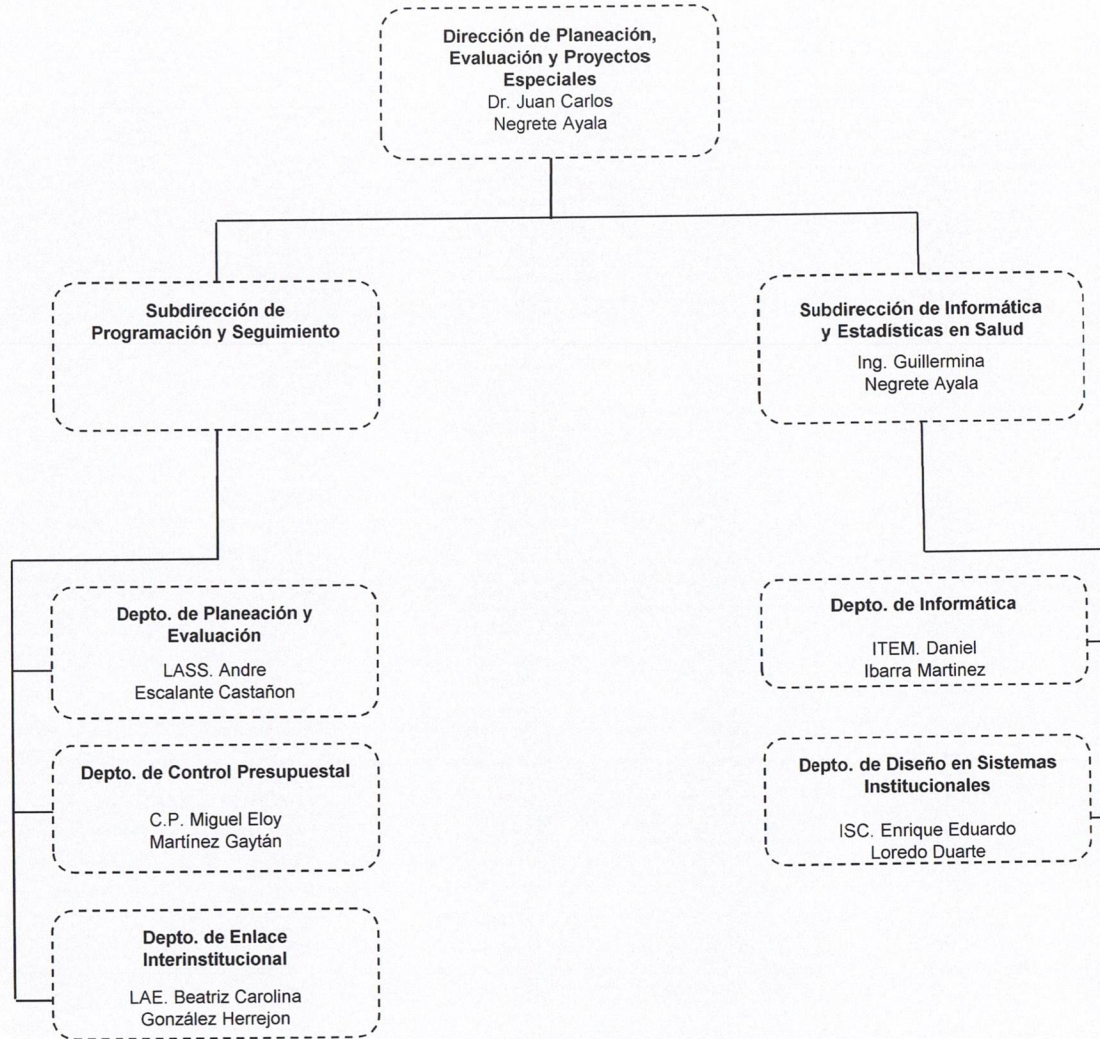 Dirección de Planeación,
Evaluación y Proyectos
Especiales
Dr. Juan Carlos
Negrete Ayala
Subdirección de
Programación y Seguimiento
Subdirección de Informática
y Estadísticas en Salud
Ing. Guillermina
Negrete Ayala
Depto. de Planeación y
Evaluación
LASS. Andre
Escalante Castañon
Depto. de Control Presupuestal
C.P. Miguel Eloy
Martínez Gaytán
Depto. de Enlace
Interinstitucional
LAE. Beatriz Carolina
González Herrejon
Depto. de Informática
ITEM. Daniel
Ibarra Martinez
Depto. de Diseño en Sistemas
Institucionales
ISC. Enrique Eduardo
Loredo Duarte